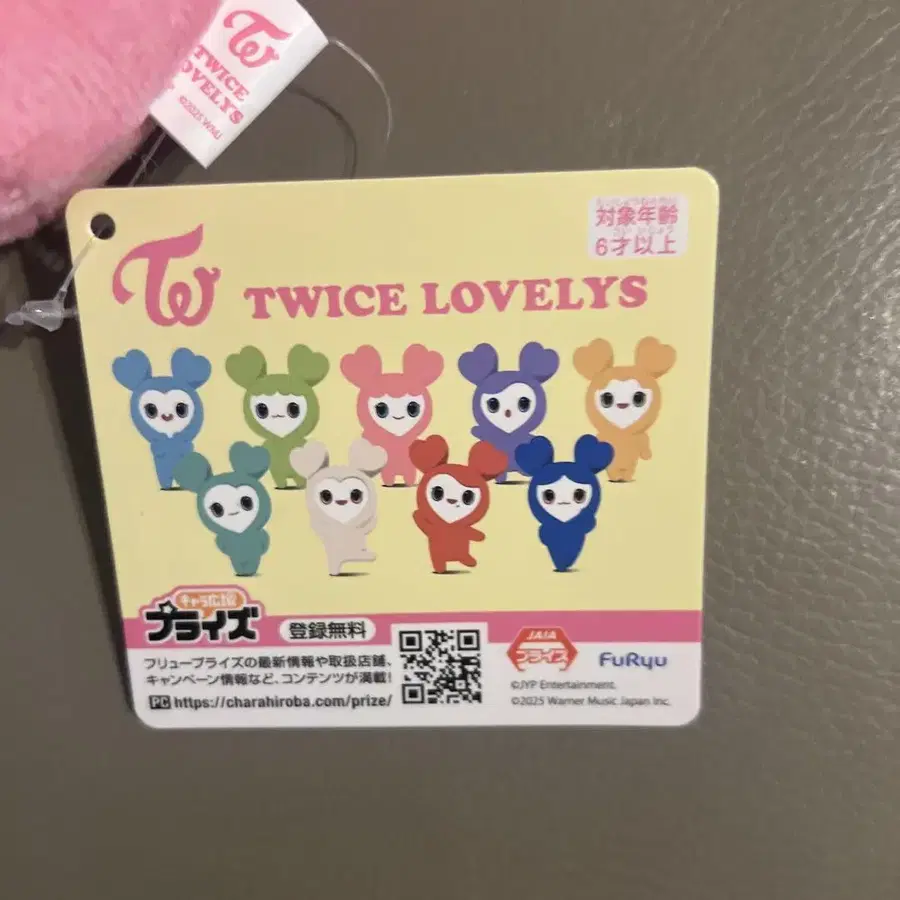 TWICE
LOVELYS
©2025 WMJ
対象年齢
6才以上
TWICE LOVELYS
キャラ広場
プライズ
登録無料
フリュープライズの最新情報や取扱店舗、
キャンペーン情報など、コンテンツが満載!
PC https://charahiroba.com/prize/
JAIA
プライズ
FuRyu
©JYP Entertainment.
©2025 Warner Music Japan Inc.